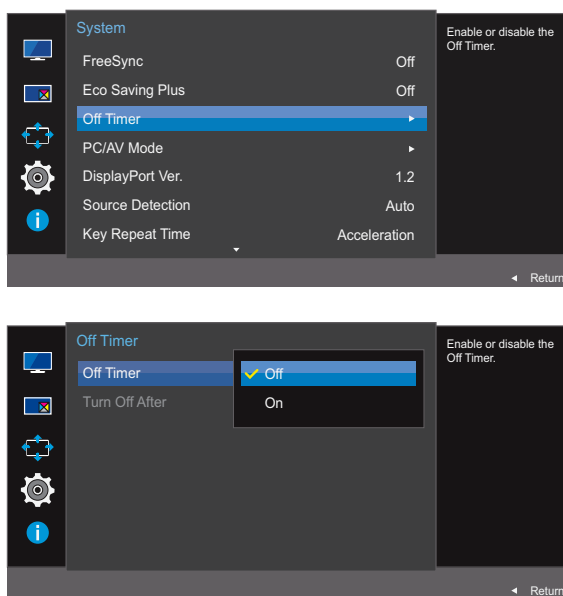 System
FreeSync Off
Eco Saving Plus Off
Off Timer
PC/AV Mode
DisplayPort Ver. 1.2
Source Detection Auto
Key Repeat Time Acceleration
Enable or disable the
Off Timer.
Return
Off Timer
Off Timer Off
Turn Off After On
Enable or disable the
Off Timer.
Return